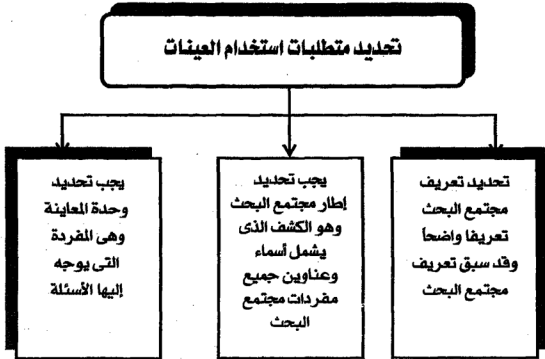 تحديد متطلبات استخدام العينات
تحديد تعريف
مجتمع البحث
تعريفا واضحاً
وقد سبق تعريف
مجتمع البحث
يجب تحديد
إطار مجتمع البحث
وهو الكشف الذى
يشمل أسماء
وعناوين جميع
مفردات مجتمع
البحث
يجب تحديد
وحدة المعاينة
وهى المفردة
التى يوجه
إليها الأسئلة